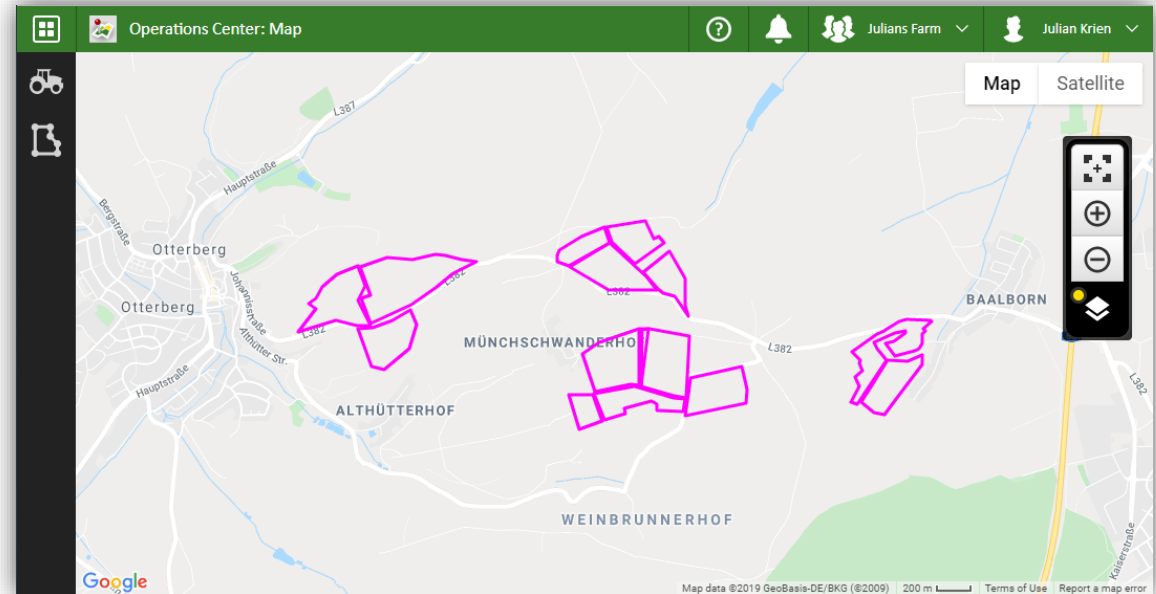 Operations Center: Map
?
Julians Farm
Julian Krien
Map
Satellite
L387
Hauptstraße
Bergstraße
Otterberg
Johannisstraße
L382
Otterberg
BAALBORN
L382
L382
MÜNCHSCHWANDERHO
L382
Althütter Str.
L382
Hauptstraße
ALTHÜTTERHOF
WEINBRUNNERHOF
Kaiserstraße
Google
Map data ©2019 GeoBasis-DE/BKG (©2009)
200 m
Terms of Use
Report a map error